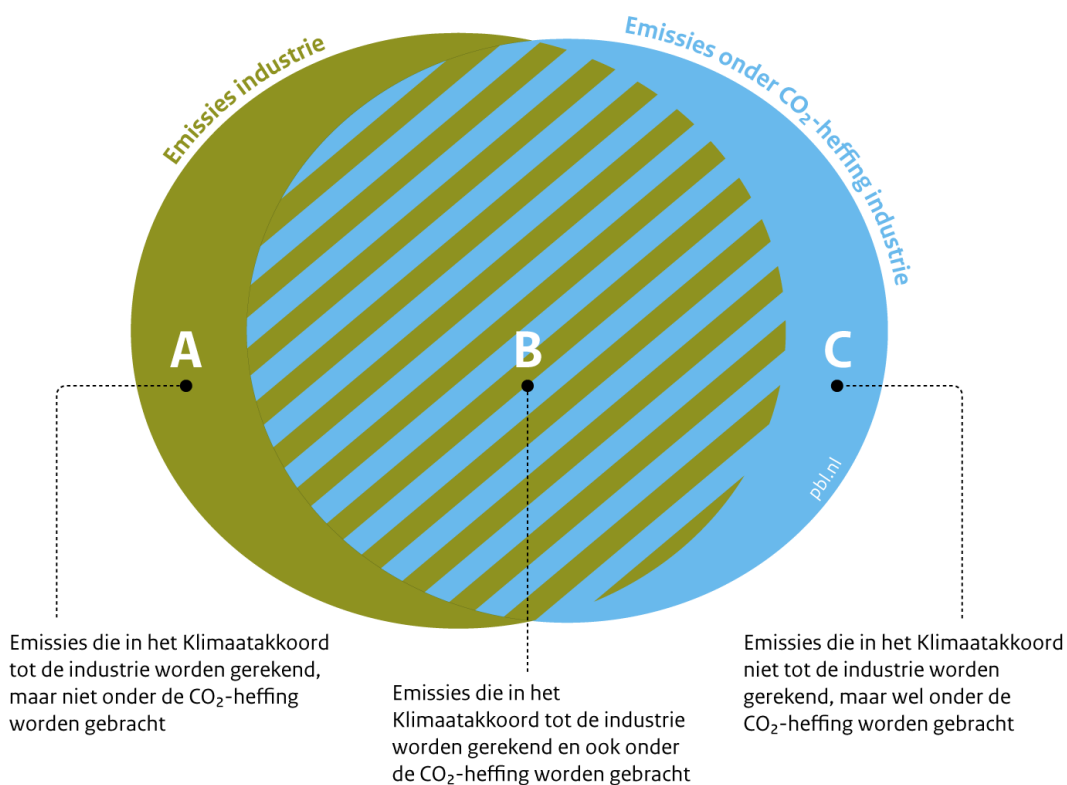 Emissies industrie
Emissies onder CO₂-heffing industrie
A
B
C
pbl.nl
Emissies die in het Klimaatakkoord
tot de industrie worden gerekend,
maar niet onder de CO₂-heffing
worden gebracht
Emissies die in het
Klimaatakkoord tot de industrie
worden gerekend en ook onder
de CO₂-heffing worden gebracht
Emissies die in het Klimaatakkoord
niet tot de industrie worden
gerekend, maar wel onder de
CO₂-heffing worden gebracht